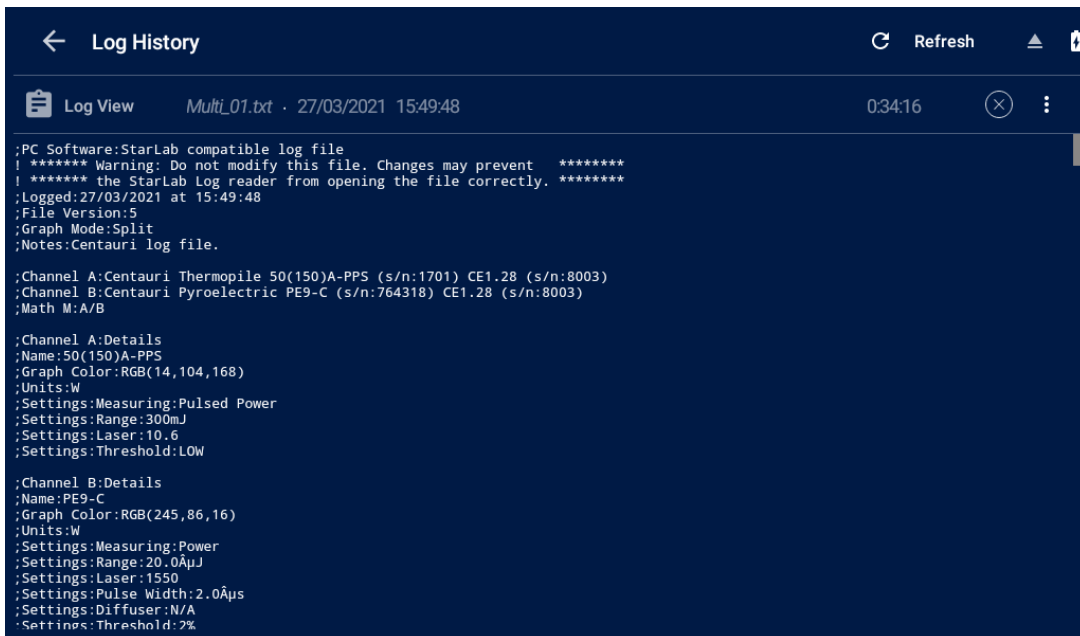 Log History
Refresh
Log View Multi_01.txt · 27/03/2021 15:49:48 0:34:16
;PC Software:StarLab compatible log file
! ******* Warning: Do not modify this file. Changes may prevent   ********
! ******* the StarLab Log reader from opening the file correctly. ********
;Logged:27/03/2021 at 15:49:48
;File Version:5
;Graph Mode:Split
;Notes:Centauri log file.
;Channel A:Centauri Thermopile 50(150)A-PPS (s/n:1701) CE1.28 (s/n:8003)
;Channel B:Centauri Pyroelectric PE9-C (s/n:764318) CE1.28 (s/n:8003)
;Math M:A/B
;Channel A:Details
;Name:50(150)A-PPS
;Graph Color:RGB(14,104,168)
;Units:W
;Settings:Measuring:Pulsed Power
;Settings:Range:300mJ
;Settings:Laser:10.6
;Settings:Threshold:LOW
;Channel B:Details
;Name:PE9-C
;Graph Color:RGB(245,86,16)
;Units:W
;Settings:Measuring:Power
;Settings:Range:20.0ÂµJ
;Settings:Laser:1550
;Settings:Pulse Width:2.0Âµs
;Settings:Diffuser:N/A
;Settings:Threshold:2%